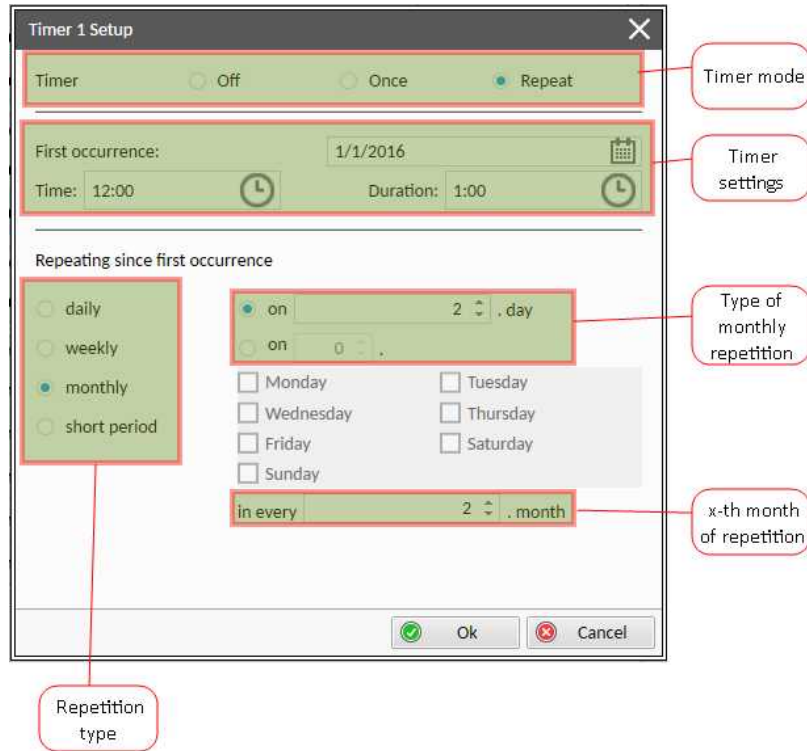 Timer 1 Setup
Timer Off Once Repeat
Timer mode
First occurrence: 1/1/2016
Time: 12:00 Duration: 1:00
Timer
settings
Repeating since first occurrence
daily
weekly
monthly
short period
on 2 . day
on 0 .
Type of
monthly
repetition
Monday Tuesday
Wednesday Thursday
Friday Saturday
Sunday
in every 2 . month
x-th month
of repetition
Ok Cancel
Repetition
type